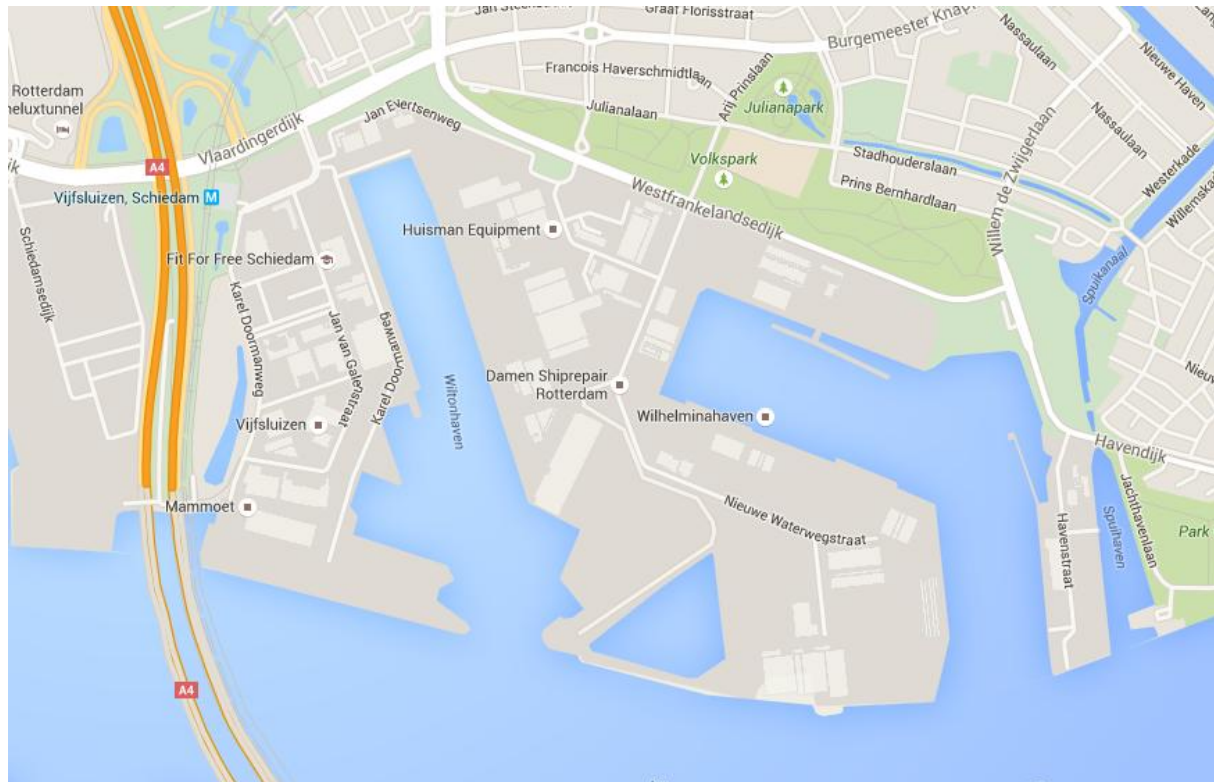 Graaf Florisstraat
Burgemeester Knapp
Nassaulaan
Nieuwe Haven
Francois Haverschmidtlaan
Rotterdam
neluxtunnel
Julianalaan
Arij Prinslaan
Julianapark
Nassaulaan
Jan Evertsenweg
Vlaardingerdijk
Willem de Zwijgerlaan
Stadhouderslaan
Volkspark
Westerkade
A4
Prins Bernhardlaan
Willemska
Vijfsluizen, Schiedam M
Westfrankelandsedijk
Huisman Equipment
Spuikanaal
Schiedamsedijk
Fit For Free Schiedam
Karel Doormanweg
Jan van Galenstraat
Karel Doormanweg
Wiltonhaven
Damen Shiprepair
Rotterdam
Wilhelminahaven
Vijfsluizen
Havendijk
Mammoet
Nieuwe Waterwegstraat
Havenstraat
Spuihaven
Jachthavenlaan
Park
A4